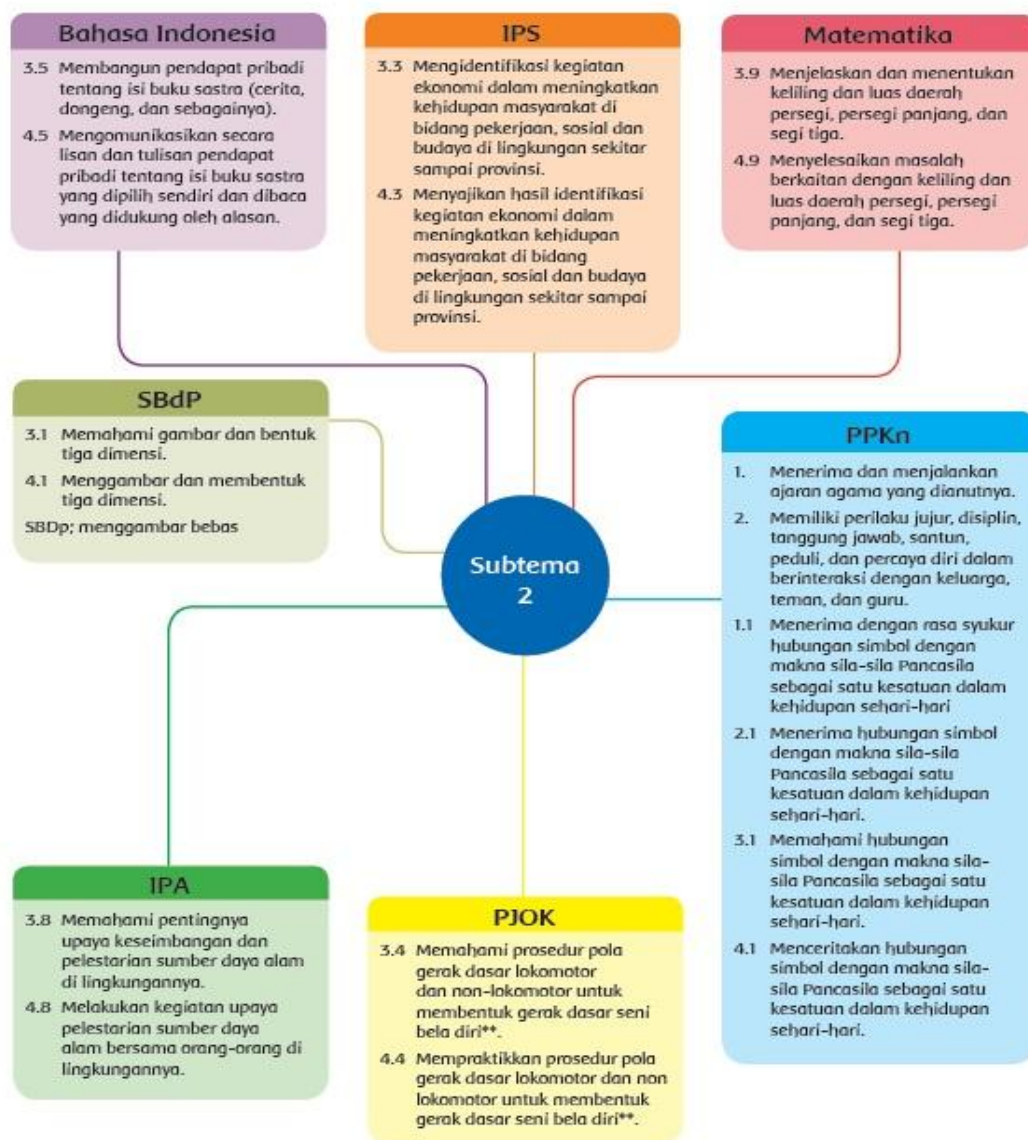 Bahasa Indonesia
3.5 Membangun pendapat pribadi
tentang isi buku sastra (cerita,
dongeng, dan sebagainya).
4.5 Mengomunikasikan secara
lisan dan tulisan pendapat
pribadi tentang isi buku sastra
yang dipilih sendiri dan dibaca
yang didukung oleh alasan.
IPS
3.3 Mengidentifikasi kegiatan
ekonomi dalam meningkatkan
kehidupan masyarakat di
bidang pekerjaan, sosial dan
budaya di lingkungan sekitar
sampai provinsi.
4.3 Menyajikan hasil identifikasi
kegiatan ekonomi dalam
meningkatkan kehidupan
masyarakat di bidang
pekerjaan, sosial dan budaya
di lingkungan sekitar sampai
provinsi.
Matematika
3.9 Menjelaskan dan menentukan
keliling dan luas daerah
persegi, persegi panjang, dan
segi tiga.
4.9 Menyelesaikan masalah
berkaitan dengan keliling dan
luas daerah persegi, persegi
panjang, dan segi tiga.
SBdP
3.1 Memahami gambar dan bentuk
tiga dimensi.
4.1 Menggambar dan membentuk
tiga dimensi.
SBDp; menggambar bebas
Subtema
2
PPKn
1. Menerima dan menjalankan
ajaran agama yang dianutnya.
2. Memiliki perilaku jujur, disiplin,
tanggung jawab, santun,
peduli, dan percaya diri dalam
berinteraksi dengan keluarga,
teman, dan guru.
1.1 Menerima dengan rasa syukur
hubungan simbol dengan
makna sila-sila Pancasila
sebagai satu kesatuan dalam
kehidupan sehari-hari
2.1 Menerima hubungan simbol
dengan makna sila-sila
Pancasila sebagai satu
kesatuan dalam kehidupan
sehari-hari.
3.1 Memahami hubungan
simbol dengan makna sila-
sila Pancasila sebagai satu
kesatuan dalam kehidupan
sehari-hari.
4.1 Menceritakan hubungan
simbol dengan makna sila-
sila Pancasila sebagai satu
kesatuan dalam kehidupan
sehari-hari.
IPA
3.8 Memahami pentingnya
upaya keseimbangan dan
pelestarian sumber daya alam
di lingkungannya.
4.8 Melakukan kegiatan upaya
pelestarian sumber daya
alam bersama orang-orang di
lingkungannya.
PJOK
3.4 Memahami prosedur pola
gerak dasar lokomotor
dan non-lokomotor untuk
membentuk gerak dasar seni
bela diri**.
4.4 Mempraktikkan prosedur pola
gerak dasar lokomotor dan non
lokomotor untuk membentuk
gerak dasar seni bela diri**.